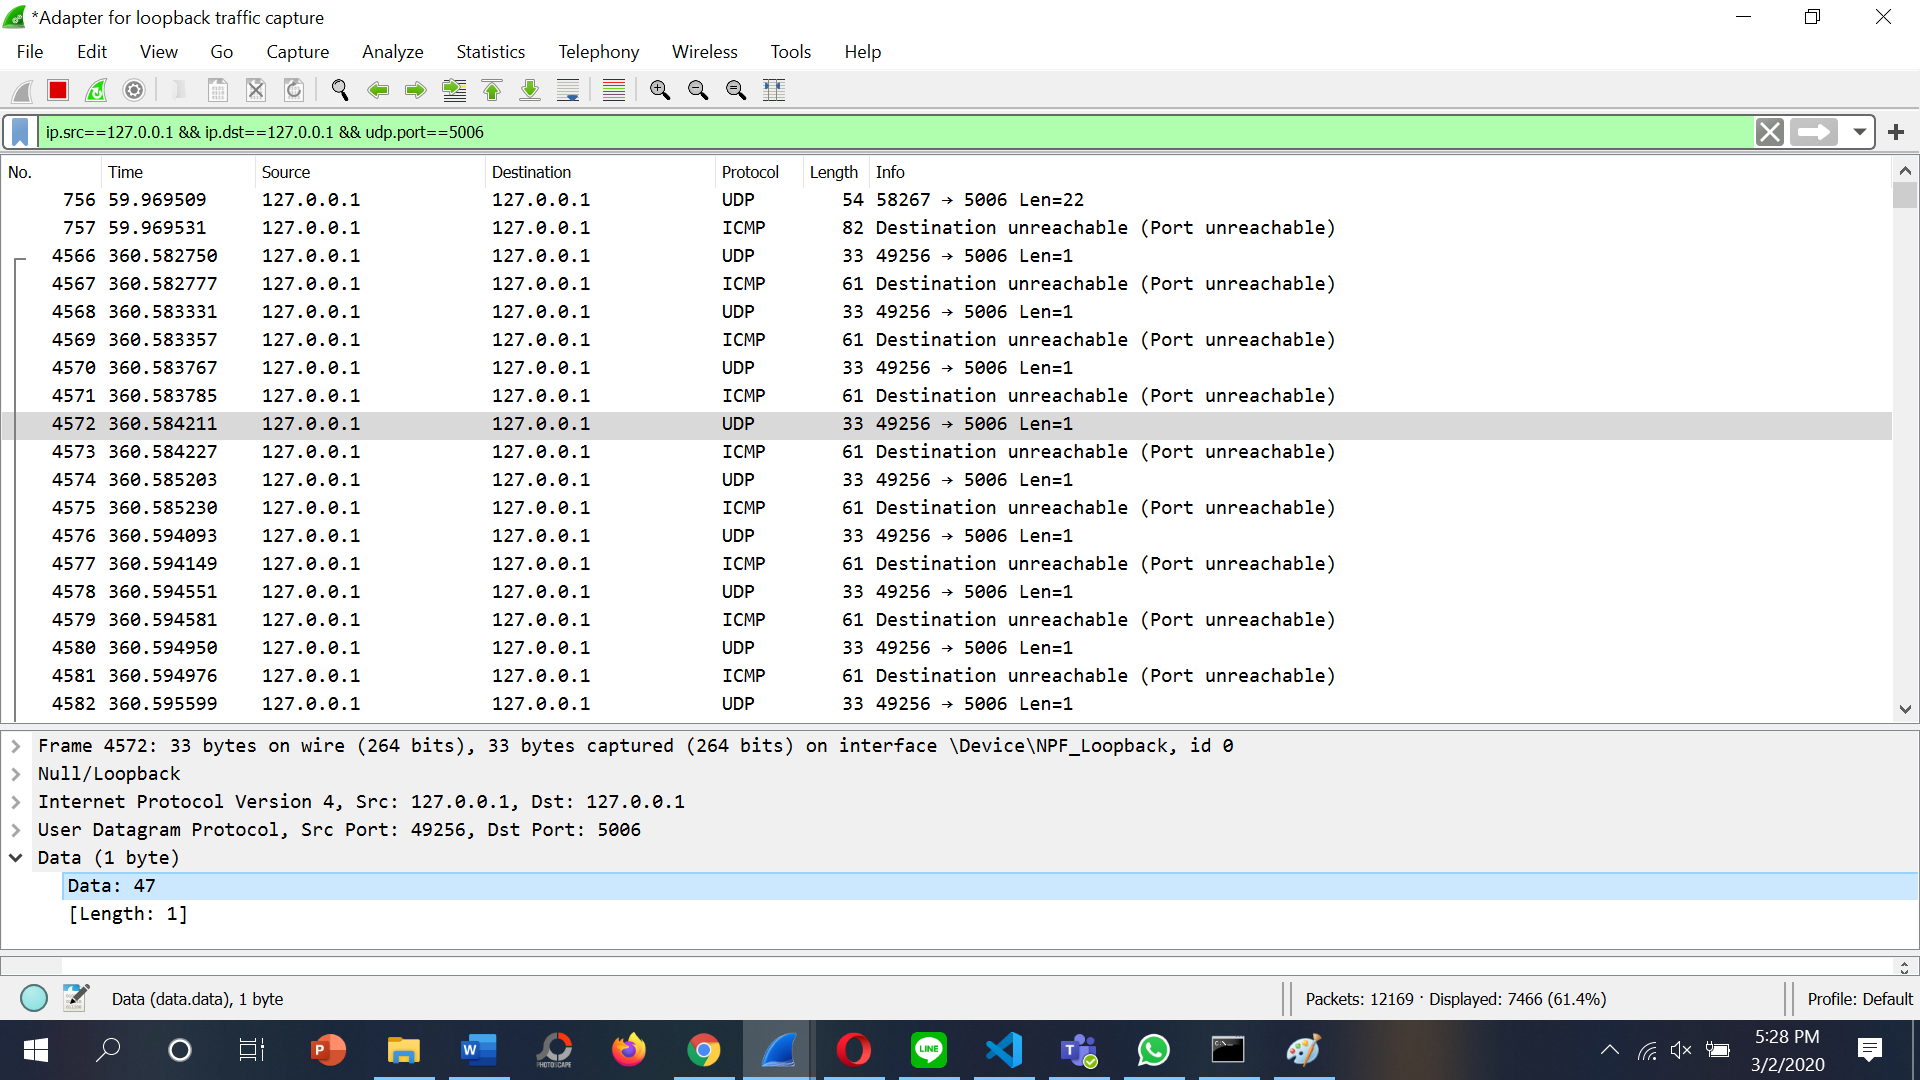 *Adapter for loopback traffic capture
File Edit View Go Capture Analyze Statistics Telephony Wireless Tools Help
ip.src==127.0.0.1 && ip.dst==127.0.0.1 && udp.port==5006
No. Time Source Destination Protocol Length Info
756 59.969509 127.0.0.1 127.0.0.1 UDP 54 58267 → 5006 Len=22
757 59.969531 127.0.0.1 127.0.0.1 ICMP 82 Destination unreachable (Port unreachable)
4566 360.582750 127.0.0.1 127.0.0.1 UDP 33 49256 → 5006 Len=1
4567 360.582777 127.0.0.1 127.0.0.1 ICMP 61 Destination unreachable (Port unreachable)
4568 360.583331 127.0.0.1 127.0.0.1 UDP 33 49256 → 5006 Len=1
4569 360.583357 127.0.0.1 127.0.0.1 ICMP 61 Destination unreachable (Port unreachable)
4570 360.583767 127.0.0.1 127.0.0.1 UDP 33 49256 → 5006 Len=1
4571 360.583785 127.0.0.1 127.0.0.1 ICMP 61 Destination unreachable (Port unreachable)
4572 360.584211 127.0.0.1 127.0.0.1 UDP 33 49256 → 5006 Len=1
4573 360.584227 127.0.0.1 127.0.0.1 ICMP 61 Destination unreachable (Port unreachable)
4574 360.585203 127.0.0.1 127.0.0.1 UDP 33 49256 → 5006 Len=1
4575 360.585230 127.0.0.1 127.0.0.1 ICMP 61 Destination unreachable (Port unreachable)
4576 360.594093 127.0.0.1 127.0.0.1 UDP 33 49256 → 5006 Len=1
4577 360.594149 127.0.0.1 127.0.0.1 ICMP 61 Destination unreachable (Port unreachable)
4578 360.594551 127.0.0.1 127.0.0.1 UDP 33 49256 → 5006 Len=1
4579 360.594581 127.0.0.1 127.0.0.1 ICMP 61 Destination unreachable (Port unreachable)
4580 360.594950 127.0.0.1 127.0.0.1 UDP 33 49256 → 5006 Len=1
4581 360.594976 127.0.0.1 127.0.0.1 ICMP 61 Destination unreachable (Port unreachable)
4582 360.595599 127.0.0.1 127.0.0.1 UDP 33 49256 → 5006 Len=1
Frame 4572: 33 bytes on wire (264 bits), 33 bytes captured (264 bits) on interface \Device\NPF_Loopback, id 0
Null/Loopback
Internet Protocol Version 4, Src: 127.0.0.1, Dst: 127.0.0.1
User Datagram Protocol, Src Port: 49256, Dst Port: 5006
Data (1 byte)
Data: 47
[Length: 1]
Data (data.data), 1 byte
Packets: 12169 · Displayed: 7466 (61.4%)
Profile: Default
P
W
PHOTOSCAPE
LINE
5:28 PM
3/2/2020